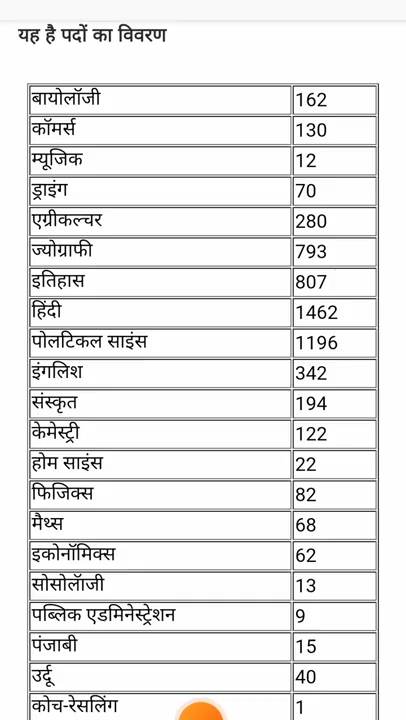 यह है पदों का विवरण
बायोलॉजी 162
कॉमर्स 130
म्यूजिक 12
ड्राइंग 70
एग्रीकल्चर 280
ज्योग्राफी 793
इतिहास 807
हिंदी 1462
पोलटिकल साइंस 1196
इंगलिश 342
संस्कृत 194
केमेस्ट्री 122
होम साइंस 22
फिजिक्स 82
मैथ्स 68
इकोनॉमिक्स 62
सोसोलॅाजी 13
पब्लिक एडमिनेस्ट्रेशन 9
पंजाबी 15
उर्दू 40
कोच-रेसलिंग 1